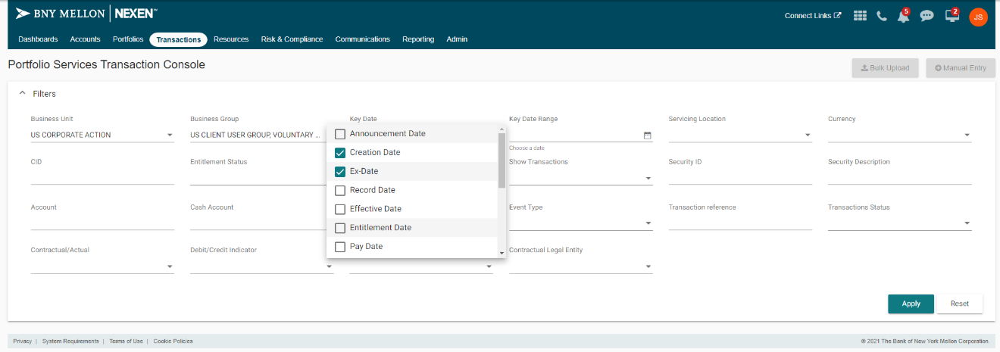 BNY MELLON | NEXEN℠
Connect Links
5
2
JS
Dashboards Accounts Portfolios Transactions Resources Risk & Compliance Communications Reporting Admin
Portfolio Services Transaction Console
Bulk Upload
Manual Entry
Filters
Business Unit Business Group Key Date Key Date Range Servicing Location Currency
US CORPORATE ACTION US CLIENT USER GROUP, VOLUNTARY ...
Choose a date
Announcement Date
Creation Date
Ex-Date
Record Date
Effective Date
Entitlement Date
Pay Date
CID Entitlement Status Show Transactions Security ID Security Description
Account Cash Account Event Type Transaction reference Transactions Status
Contractual/Actual Debit/Credit Indicator Contractual Legal Entity
Apply Reset
Privacy | System Requirements | Terms of Use | Cookie Policies
© 2021 The Bank of New York Mellon Corporation.